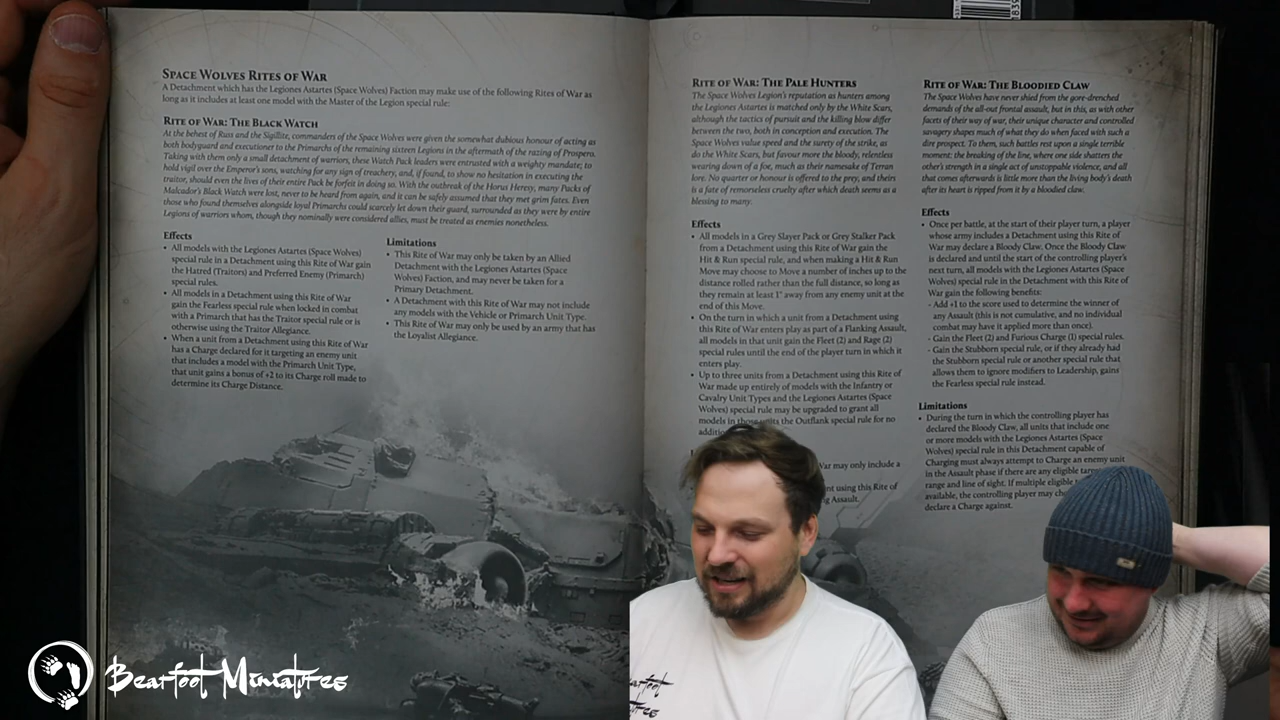 SPACE WOLVES RITES OF WAR
A Detachment which has the Legiones Astartes (Space Wolves) Faction may make use of the following Rites of War as
long as it includes at least one model with the Master of the Legion special rule:
RITE OF WAR: THE BLACK WATCH
At the behest of Russ and the Sigillite, commanders of the Space Wolves were given the somewhat dubious honour of acting as
both bodyguard and executioner to the Primarchs of the remaining sixteen Legions in the aftermath of the razing of Prospero.
Taking with them only a small detachment of warriors, these Watch Pack leaders were entrusted with a weighty mandate; to
hold vigil over the Emperor's sons, watching for any sign of treachery, and, if found, to show no hesitation in executing the
traitor, should even the lives of their entire Pack be forfeit in doing so. With the outbreak of the Horus Heresy, many Packs of
Malcador's Black Watch were lost, never to be heard from again, and it can be safely assumed that they met grim fates. Even
those who found themselves alongside loyal Primarchs could scarcely let down their guard, surrounded as they were by entire
Legions of warriors whom, though they nominally were considered allies, must be treated as enemies nonetheless.
Effects
• All models with the Legiones Astartes (Space Wolves)
special rule in a Detachment using this Rite of War gain
the Hatred (Traitors) and Preferred Enemy (Primarch)
special rules.
• All models in a Detachment using this Rite of War
gain the Fearless special rule when locked in combat
with a Primarch that has the Traitor special rule or is
otherwise using the Traitor Allegiance.
• When a unit from a Detachment using this Rite of War
has a Charge declared for it targeting an enemy unit
that includes a model with the Primarch Unit Type,
that unit gains a bonus of +2 to its Charge roll made to
determine its Charge Distance.
Limitations
• This Rite of War may only be taken by an Allied
Detachment with the Legiones Astartes (Space
Wolves) Faction, and may never be taken for a
Primary Detachment.
• A Detachment with this Rite of War may not include
any models with the Vehicle or Primarch Unit Type.
• This Rite of War may only be used by an army that has
the Loyalist Allegiance.
RITE OF WAR: THE PALE HUNTERS
The Space Wolves Legion's reputation as hunters among
the Legiones Astartes is matched only by the White Scars,
although the tactics of pursuit and the killing blow differ
between the two, both in conception and execution. The
Space Wolves value speed and the surety of the strike, as
do the White Scars, but favour more the bloody, relentless
wearing down of a foe, much as their namesake of Terran
lore. No quarter or honour is offered to the prey, and theirs
is a fate of remorseless cruelty after which death seems as a
blessing to many.
Effects
• All models in a Grey Slayer Pack or Grey Stalker Pack
from a Detachment using this Rite of War gain the
Hit & Run special rule, and when making a Hit & Run
Move may choose to Move a number of inches up to the
distance rolled rather than the full distance, so long as
they remain at least 1" away from any enemy unit at the
end of this Move.
• On the turn in which a unit from a Detachment using
this Rite of War enters play as part of a Flanking Assault,
all models in that unit gain the Fleet (2) and Rage (2)
special rules until the end of the player turn in which it
enters play.
• Up to three units from a Detachment using this Rite of
War made up entirely of models with the Infantry or
Cavalry Unit Types and the Legiones Astartes (Space
Wolves) special rule may be upgraded to grant all
models in those units the Outflank special rule for no
War may only include a
nt using this Rite of
Assault.
RITE OF WAR: THE BLOODIED CLAW
The Space Wolves have never shied from the gore-drenched
demands of the all-out frontal assault, but in this, as with other
facets of their way of war, their unique character and controlled
savagery shapes much of what they do when faced with such a
dire prospect. To them, such battles rest upon a single terrible
moment: the breaking of the line, where one side shatters the
other's strength in a single act of unstoppable violence, and all
that comes afterwards is little more than the living body's death
after its heart is ripped from it by a bloodied claw.
Effects
• Once per battle, at the start of their player turn, a player
whose army includes a Detachment using this Rite of
War may declare a Bloody Claw. Once the Bloody Claw
is declared and until the start of the controlling player's
next turn, all models with the Legiones Astartes (Space
Wolves) special rule in the Detachment with this Rite of
War gain the following benefits:
- Add +1 to the score used to determine the winner of
any Assault (this is not cumulative, and no individual
combat may have it applied more than once).
- Gain the Fleet (2) and Furious Charge (1) special rules.
- Gain the Stubborn special rule, or if they already had
the Stubborn special rule or another special rule that
allows them to ignore modifiers to Leadership, gains
the Fearless special rule instead.
Limitations
• During the turn in which the controlling player has
declared the Bloody Claw, all units that include one
or more models with the Legiones Astartes (Space
Wolves) special rule in this Detachment capable of
Charging must always attempt to Charge an enemy unit
in the Assault phase if there are any eligible targets in
range and line of sight. If multiple eligible
available, the controlling player may
declare a Charge against.
Bearfoot Miniatures